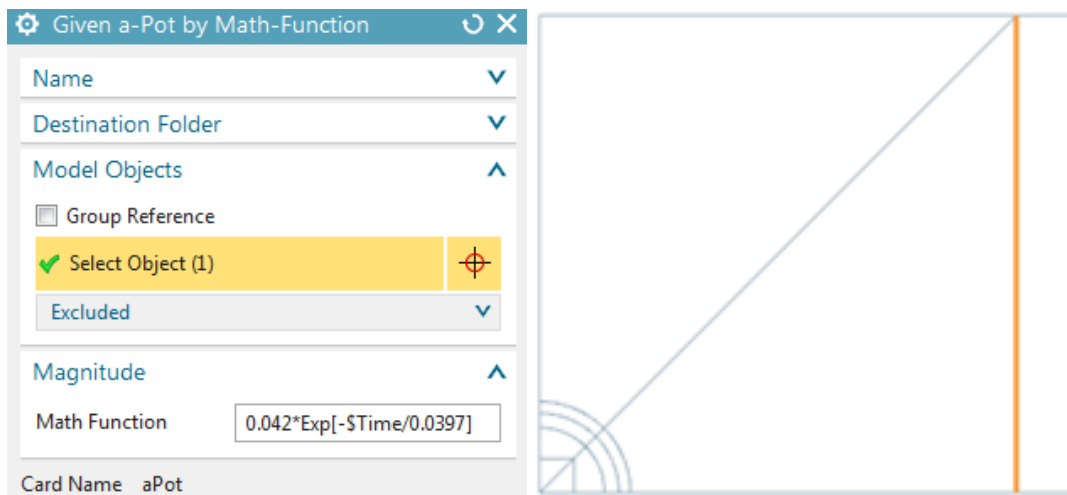 Given a-Pot by Math-Function
Name
Destination Folder
Model Objects
Group Reference
Select Object (1)
Excluded
Magnitude
Math Function 0.042*Exp[-$Time/0.0397]
Card Name aPot